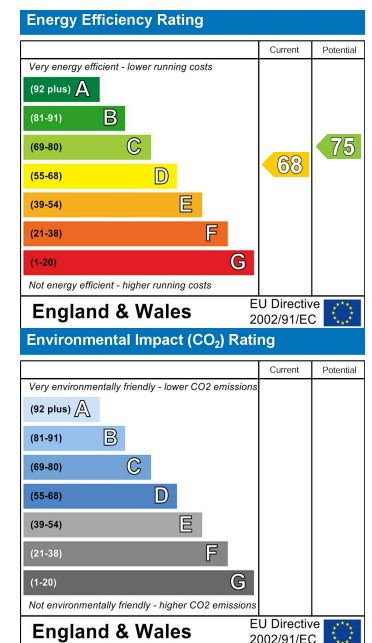 Energy Efficiency Rating
Current Potential
Very energy efficient - lower running costs
(92 plus) A
(81-91) B
(69-80) C
(55-68) D
(39-54) E
(21-38) F
(1-20) G
68
75
Not energy efficient - higher running costs
England & Wales
EU Directive
2002/91/EC
Environmental Impact (CO₂) Rating
Current Potential
Very environmentally friendly - lower CO2 emissions
(92 plus) A
(81-91) B
(69-80) C
(55-68) D
(39-54) E
(21-38) F
(1-20) G
Not environmentally friendly - higher CO2 emissions
England & Wales
EU Directive
2002/91/EC